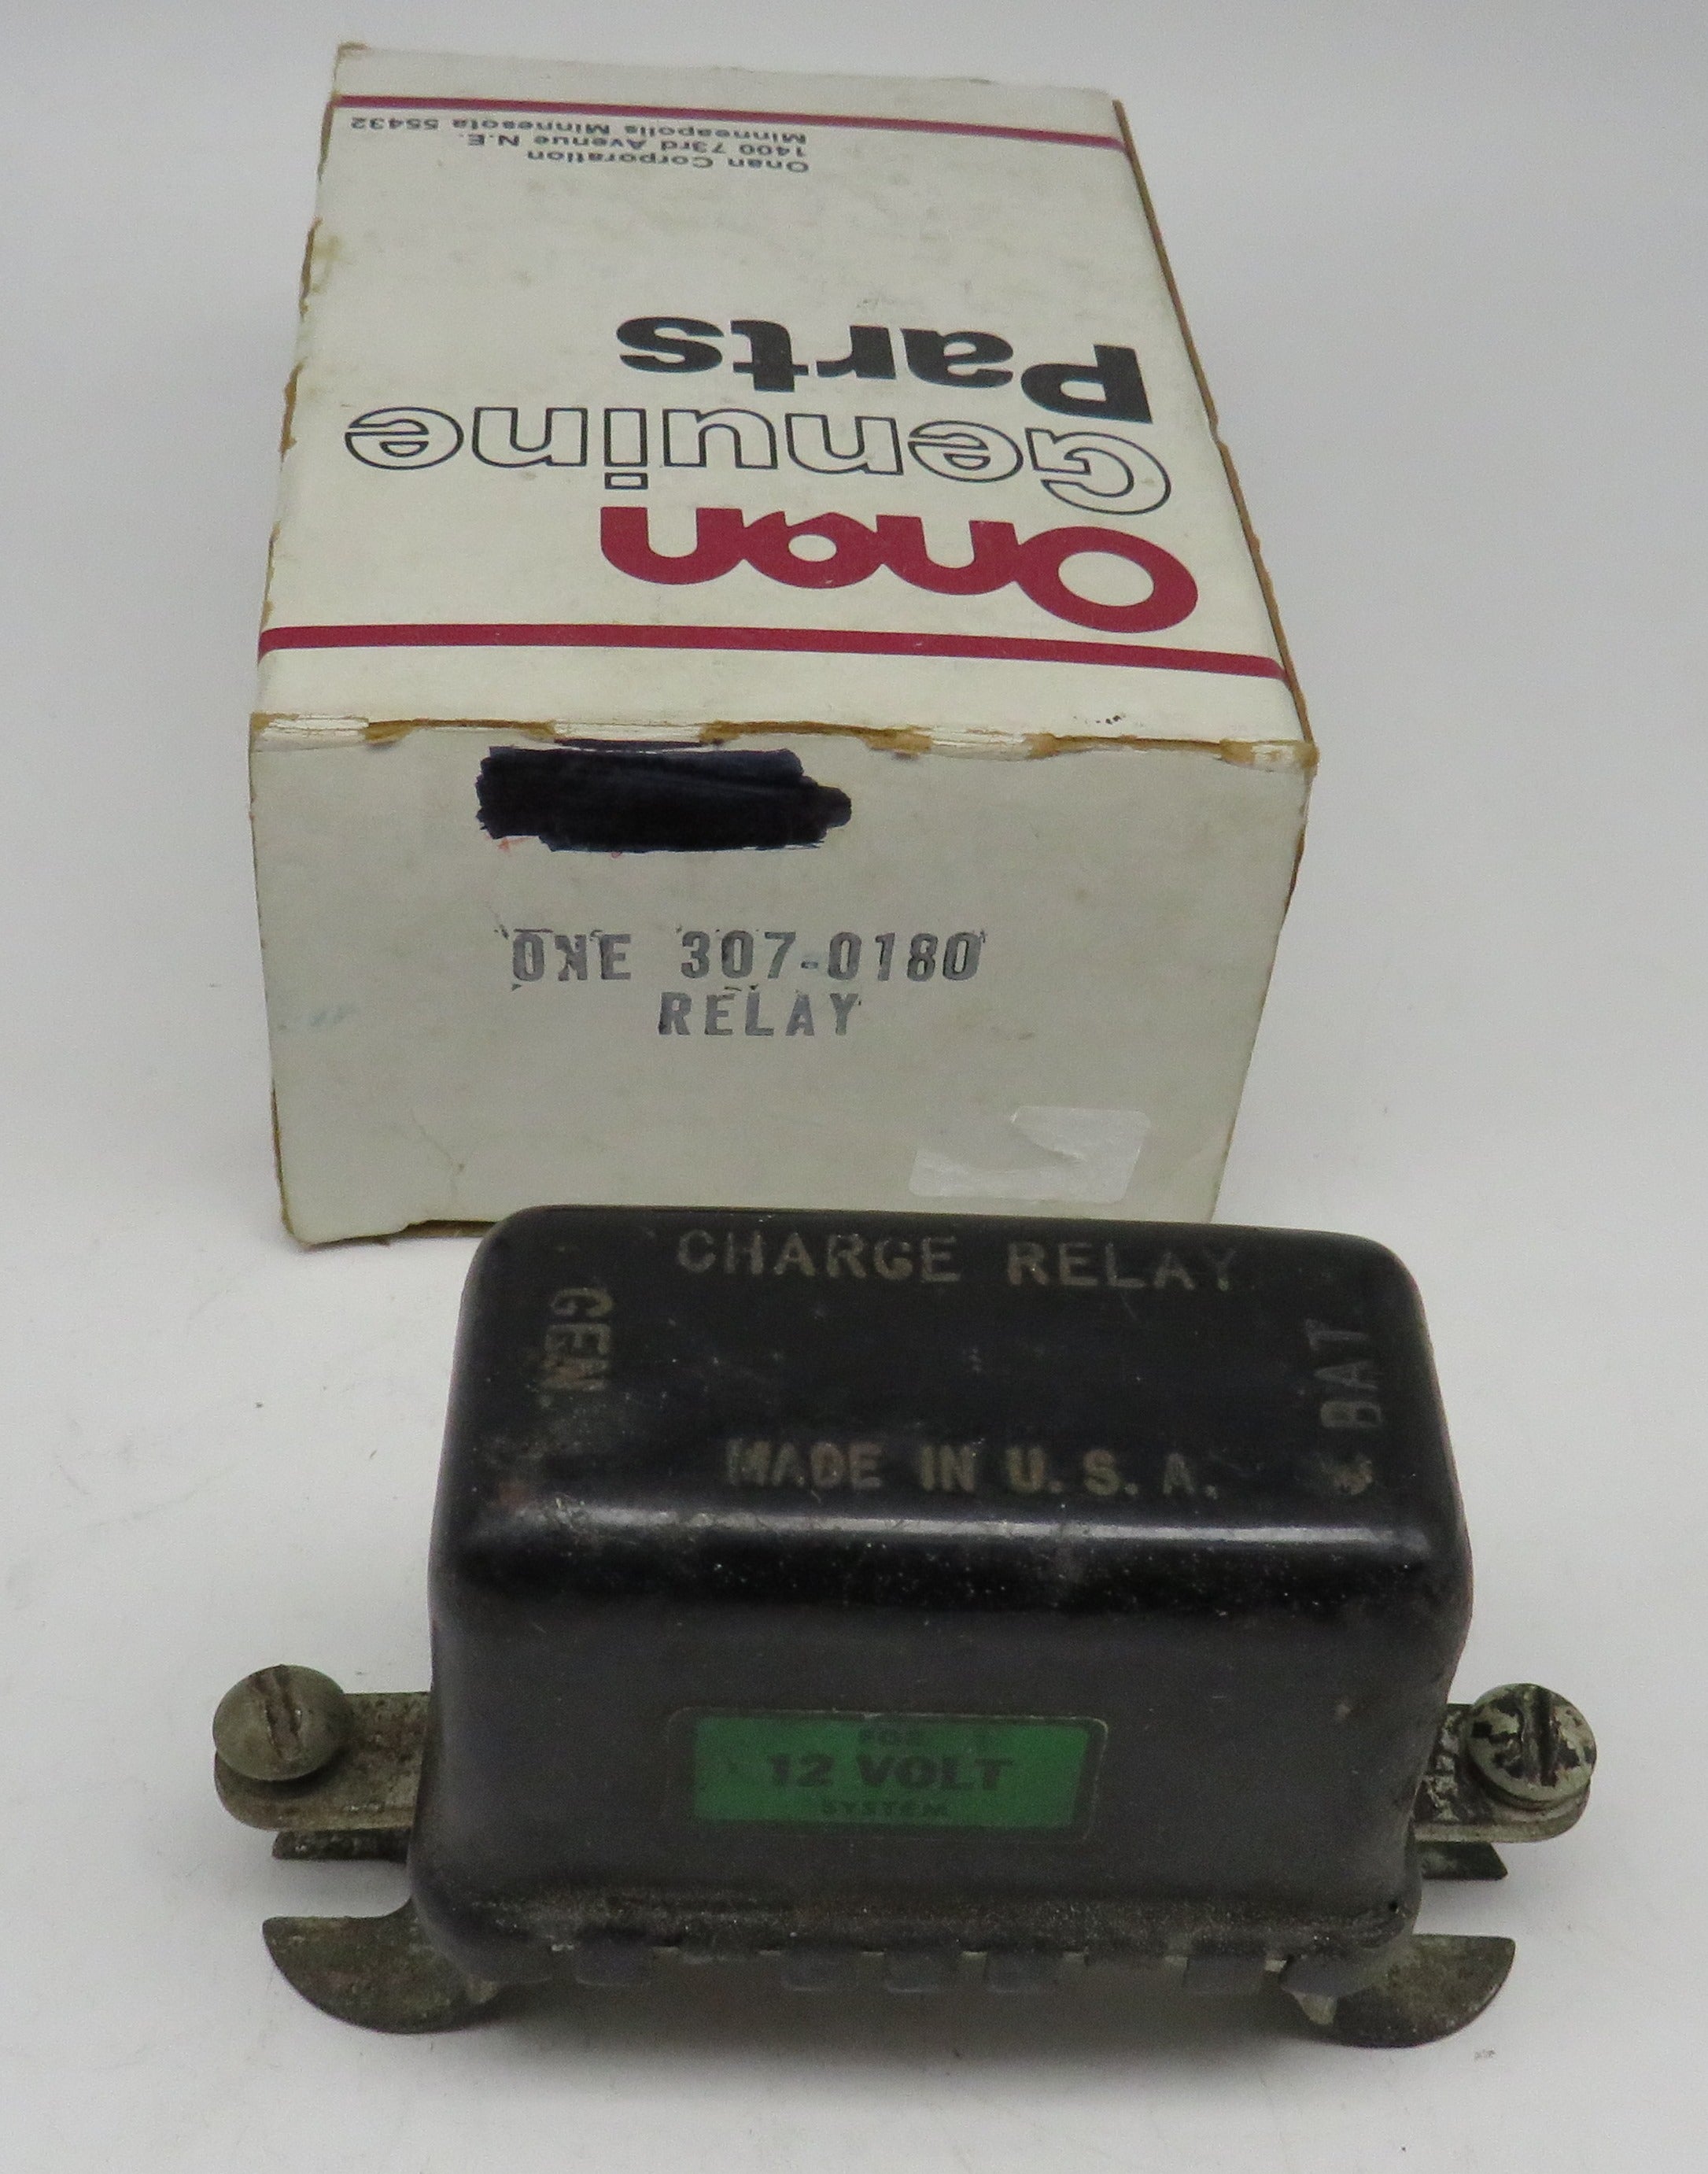 Onan
Genuine
Parts
Onan Corporation
1400 73rd Avenue N.E.
Minneapolis Minnesota 55432
ONE 307-0180
RELAY
CHARGE RELAY
GEN.
BAT.
MADE IN U.S.A.
FOR
12 VOLT
SYSTEM